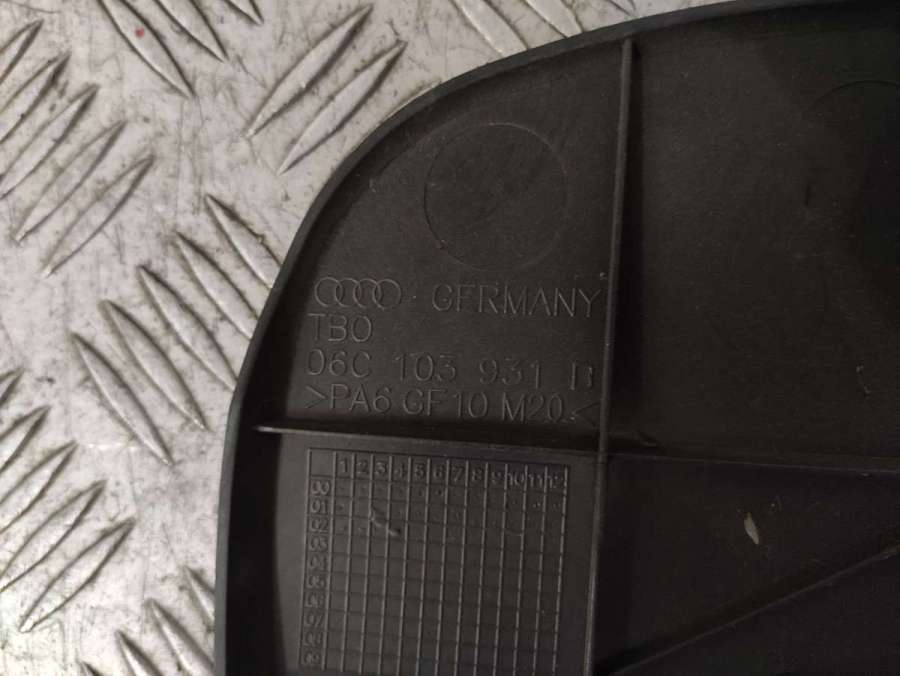 GERMANY
TBO
06C 103 931 B
>PA6 GF10 M20<
1 2 3 4 5 6 7 8 9 10 11 12